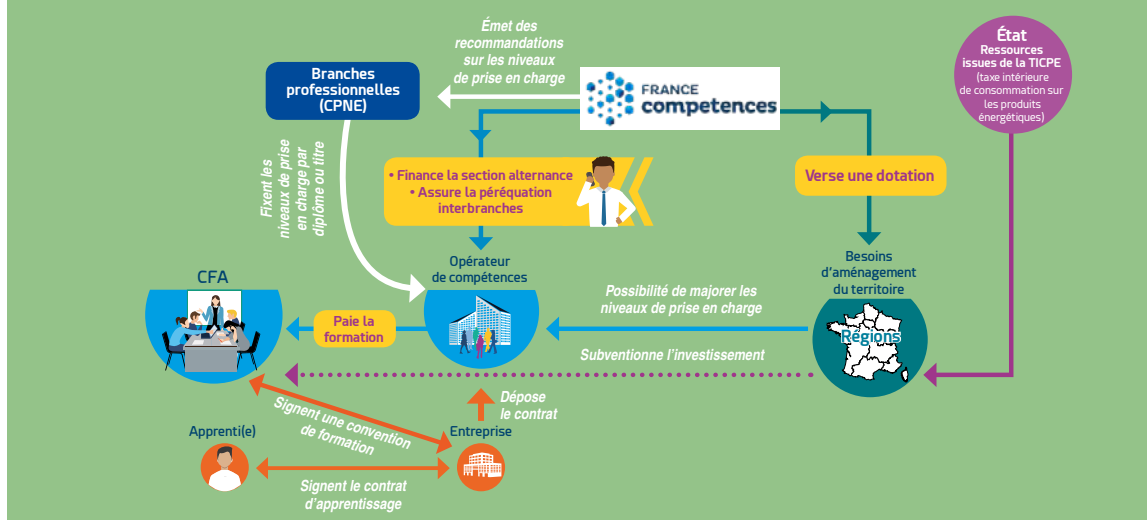 Émet des
recommandations
sur les niveaux
de prise en charge
État
Ressources
issues de la TICPE
(taxe intérieure
de consommation sur
les produits
énergétiques)
Branches
professionnelles
(CPNE)
FRANCE
compétences
Fixent les
niveaux de prise
en charge par
diplôme ou titre
• Finance la section alternance
• Assure la péréquation
interbranches
Verse une dotation
Opérateur
de compétences
Besoins
d'aménagement
du territoire
CFA
Possibilité de majorer les
niveaux de prise en charge
Paie la
formation
Régions
Subventionne l'investissement
Signent une convention
de formation
Dépose
le contrat
Apprenti(e)
Entreprise
Signent le contrat
d'apprentissage